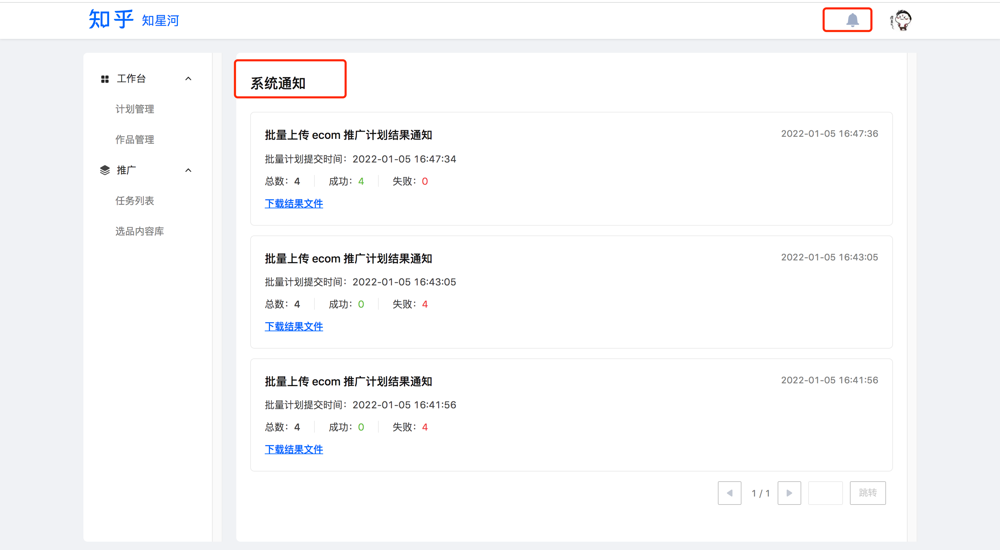 知乎 知星河
工作台
计划管理
作品管理
推广
任务列表
选品内容库
系统通知
批量上传 ecom 推广计划结果通知 2022-01-05 16:47:36
批量计划提交时间：2022-01-05 16:47:34
总数：4 成功：4 失败：0
下载结果文件
批量上传 ecom 推广计划结果通知 2022-01-05 16:43:05
批量计划提交时间：2022-01-05 16:43:05
总数：4 成功：0 失败：4
下载结果文件
批量上传 ecom 推广计划结果通知 2022-01-05 16:41:56
批量计划提交时间：2022-01-05 16:41:56
总数：4 成功：0 失败：4
下载结果文件
1 / 1 跳转